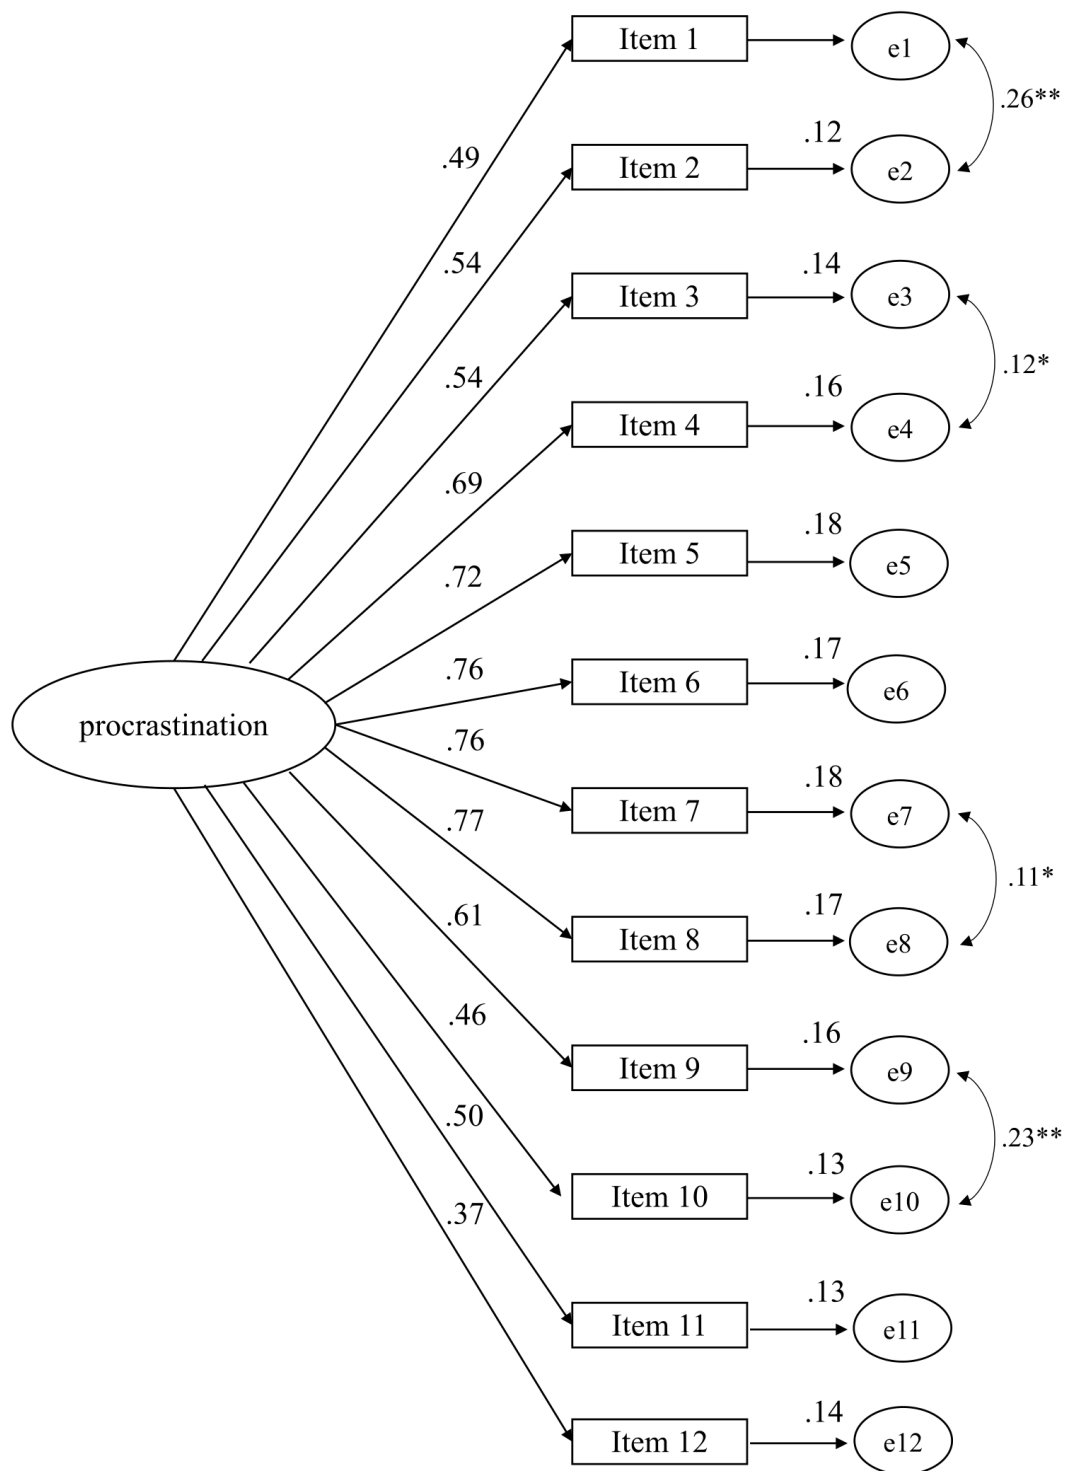 Item 1
e1
.26**
.49
.12
Item 2
e2
.54
.14
Item 3
e3
.12*
.54
.16
Item 4
e4
.69
.18
Item 5
e5
.72
.17
Item 6
e6
.76
procrastination
.76
.18
Item 7
e7
.11*
.77
.17
Item 8
e8
.61
.16
Item 9
e9
.23**
.46
.13
Item 10
e10
.50
.13
Item 11
e11
.37
.14
Item 12
e12